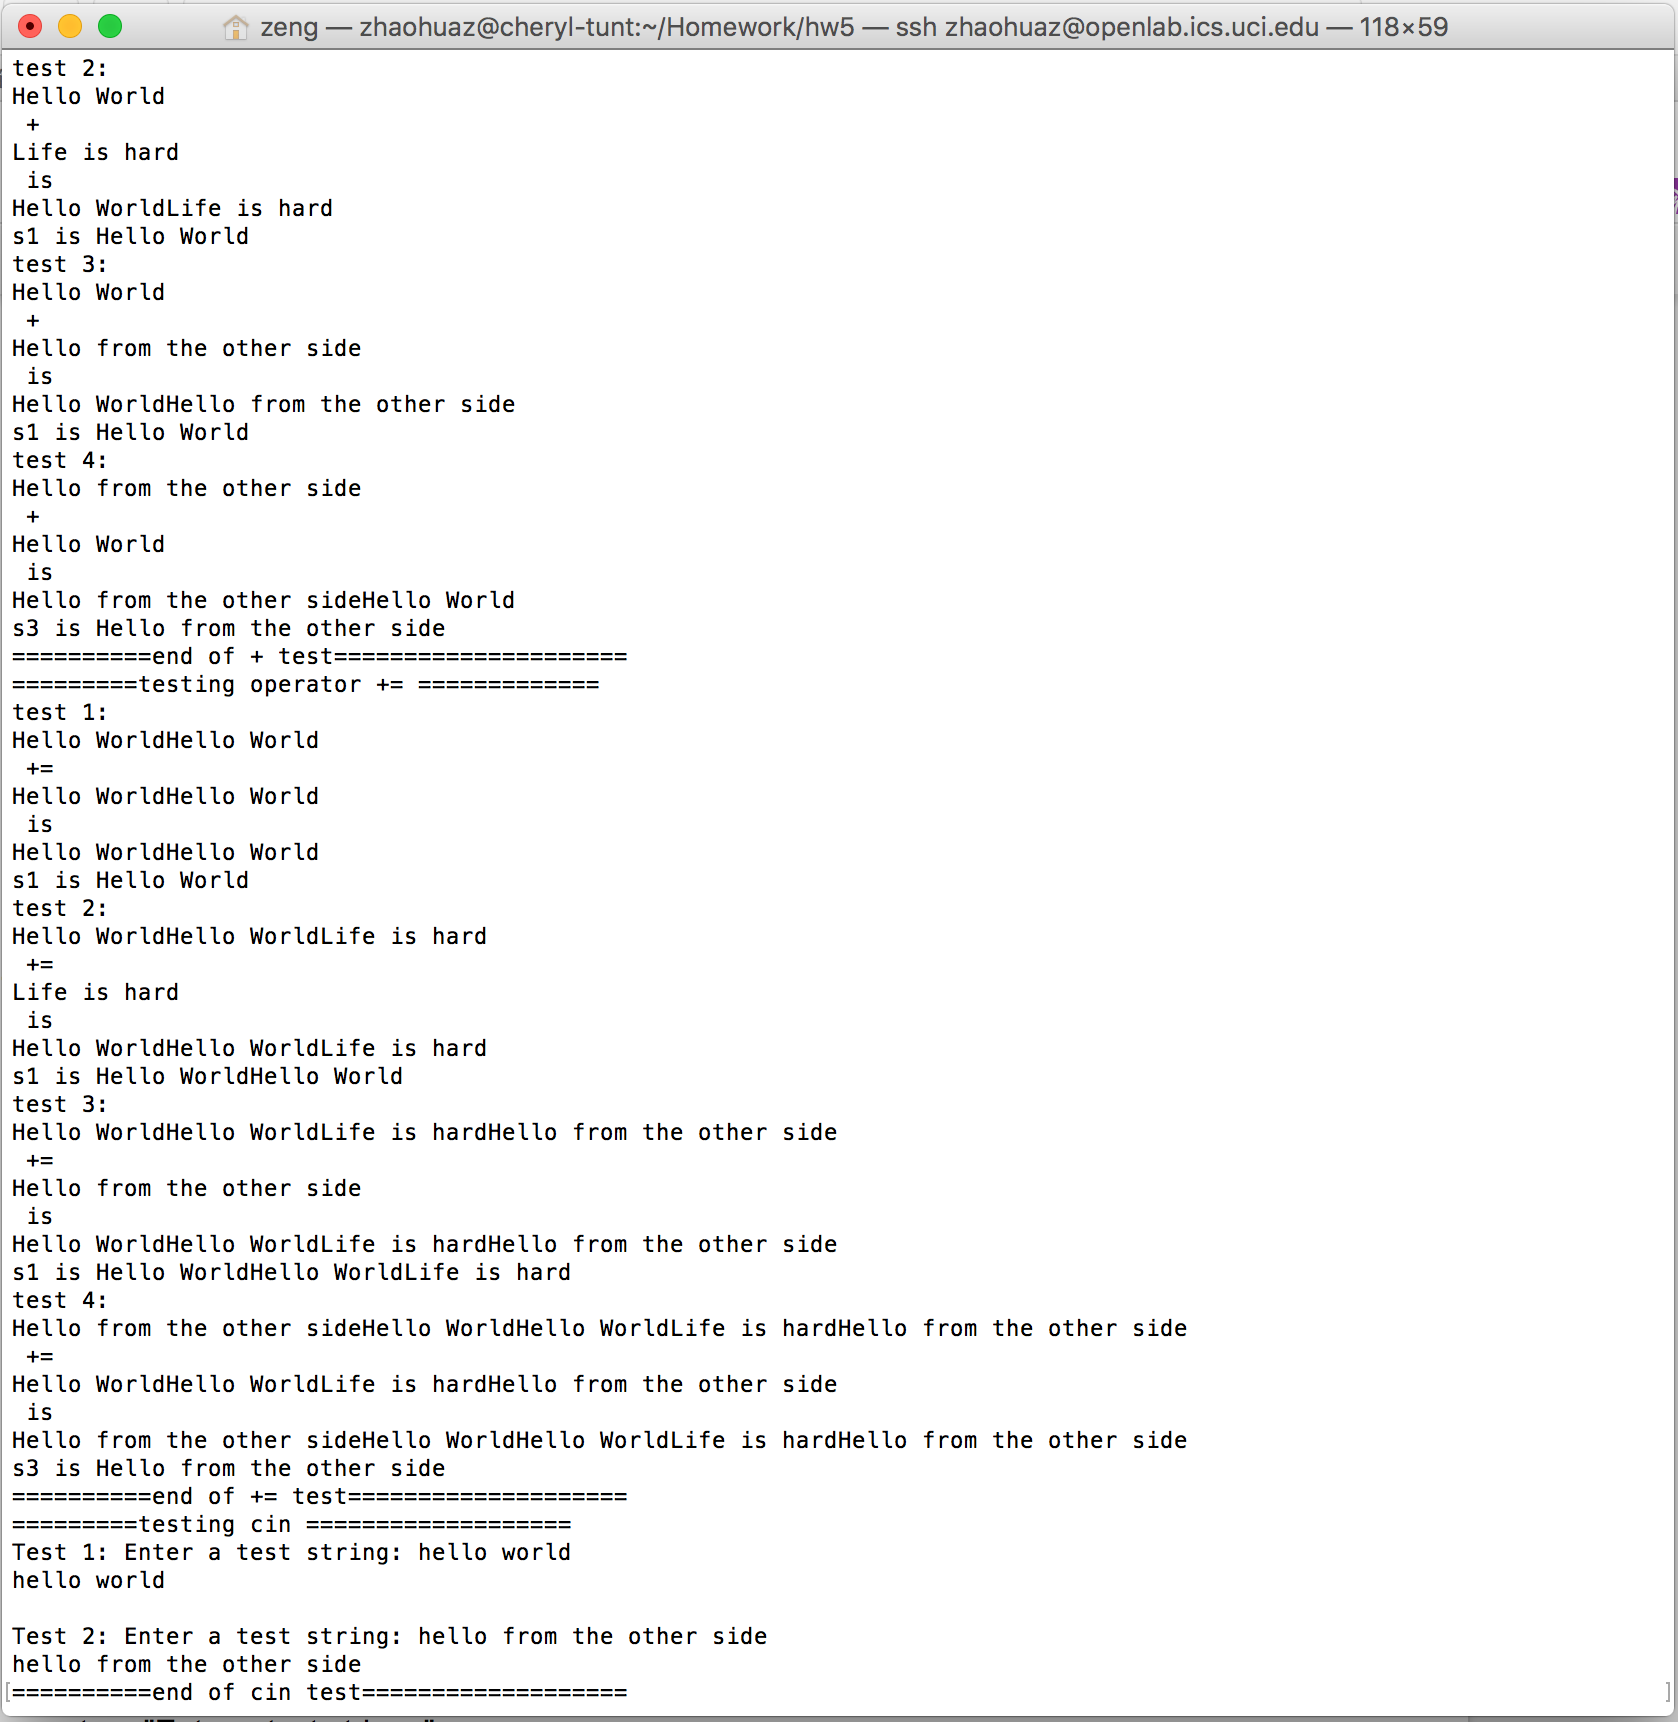 zeng — zhaohuaz@cheryl-tunt:~/Homework/hw5 — ssh zhaohuaz@openlab.ics.uci.edu — 118×59
test 2:
Hello World
 +
Life is hard
 is
Hello WorldLife is hard
s1 is Hello World
test 3:
Hello World
 +
Hello from the other side
 is
Hello WorldHello from the other side
s1 is Hello World
test 4:
Hello from the other side
 +
Hello World
 is
Hello from the other sideHello World
s3 is Hello from the other side
==========end of + test=====================
=========testing operator += =============
test 1:
Hello WorldHello World
 +=
Hello WorldHello World
 is
Hello WorldHello World
s1 is Hello World
test 2:
Hello WorldHello WorldLife is hard
 +=
Life is hard
 is
Hello WorldHello WorldLife is hard
s1 is Hello WorldHello World
test 3:
Hello WorldHello WorldLife is hardHello from the other side
 +=
Hello from the other side
 is
Hello WorldHello WorldLife is hardHello from the other side
s1 is Hello WorldHello WorldLife is hard
test 4:
Hello from the other sideHello WorldHello WorldLife is hardHello from the other side
 +=
Hello WorldHello WorldLife is hardHello from the other side
 is
Hello from the other sideHello WorldHello WorldLife is hardHello from the other side
s3 is Hello from the other side
==========end of += test====================
=========testing cin ===================
Test 1: Enter a test string: hello world
hello world
Test 2: Enter a test string: hello from the other side
hello from the other side
[==========end of cin test===================]